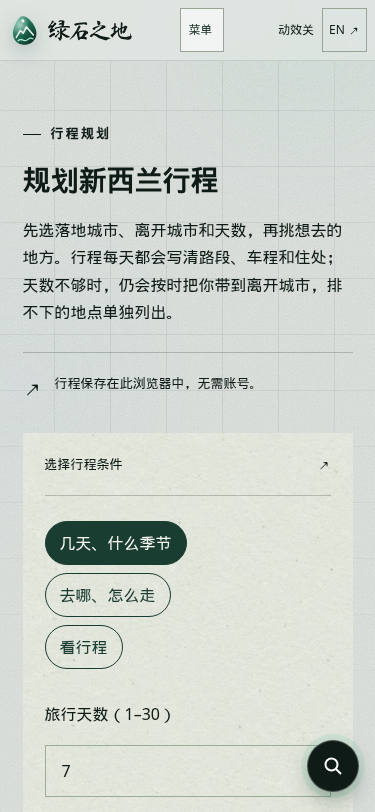 绿石之地
菜单
动效关
EN ↗
行程规划
规划新西兰行程
先选落地城市、离开城市和天数，再挑想去的
地方。行程每天都会写清路段、车程和住处；
天数不够时，仍会按时把你带到离开城市，排
不下的地点单独列出。
↗ 行程保存在此浏览器中，无需账号。
选择行程条件 ↗
几天、什么季节
去哪、怎么走
看行程
旅行天数（1–30）
7